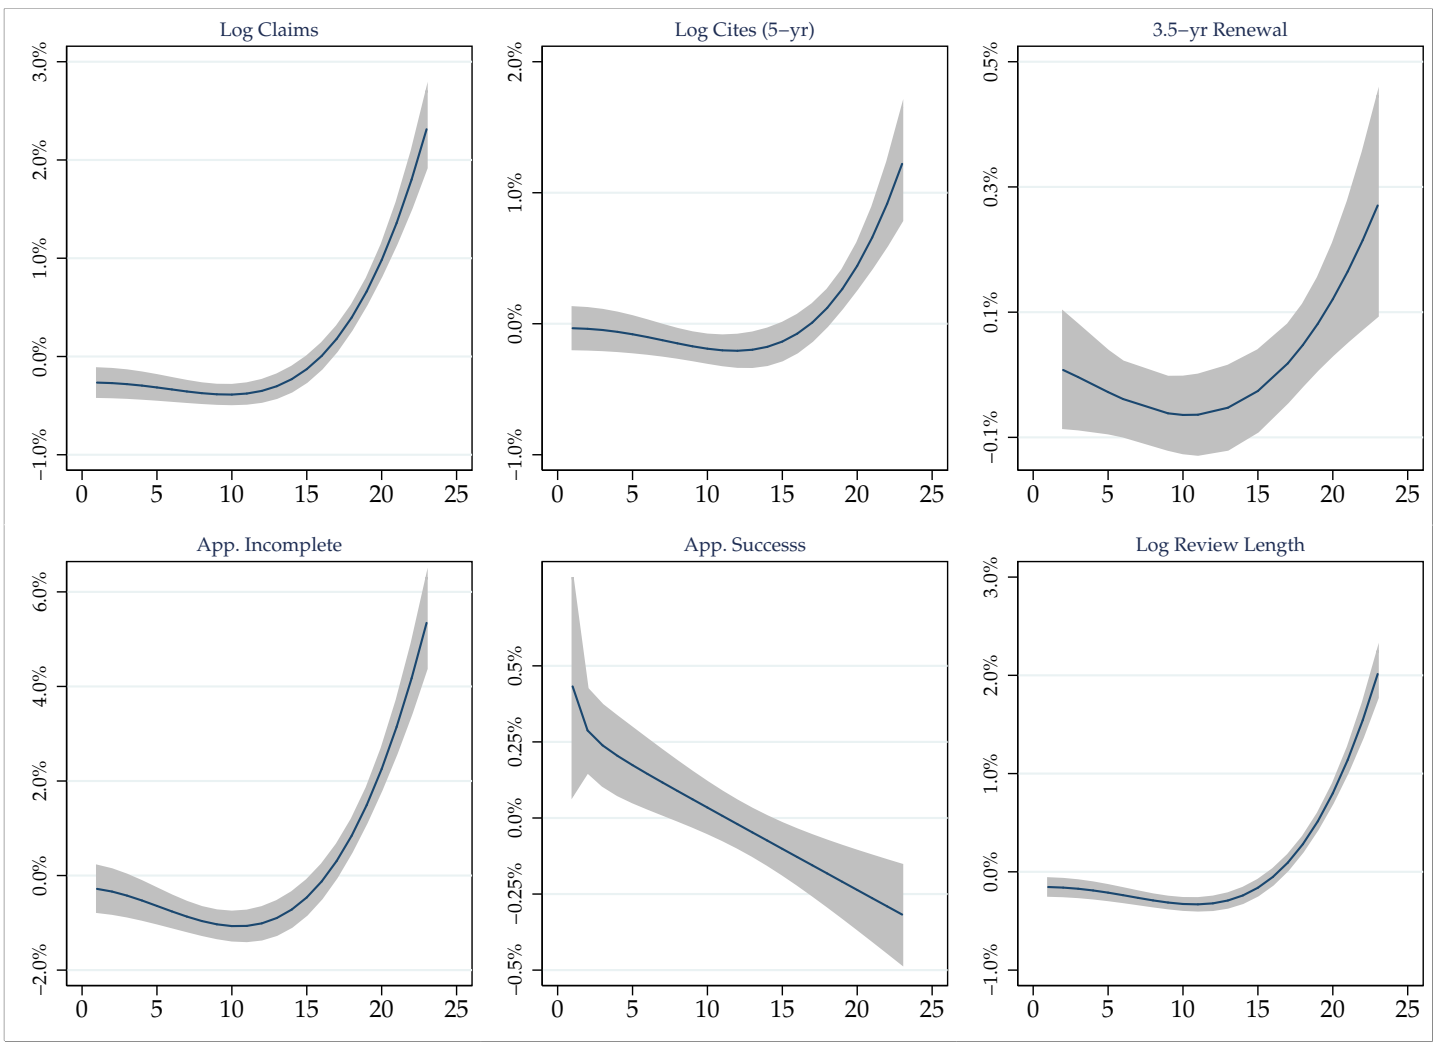 Log Claims
3.0%
2.0%
1.0%
0.0%
−1.0%
0 5 10 15 20 25
Log Cites (5−yr)
2.0%
1.0%
0.0%
−1.0%
0 5 10 15 20 25
3.5−yr Renewal
0.5%
0.3%
0.1%
−0.1%
0 5 10 15 20 25
App. Incomplete
6.0%
4.0%
2.0%
0.0%
−2.0%
0 5 10 15 20 25
App. Successs
0.5%
0.25%
0.0%
−0.25%
−0.5%
0 5 10 15 20 25
Log Review Length
3.0%
2.0%
1.0%
0.0%
−1.0%
0 5 10 15 20 25